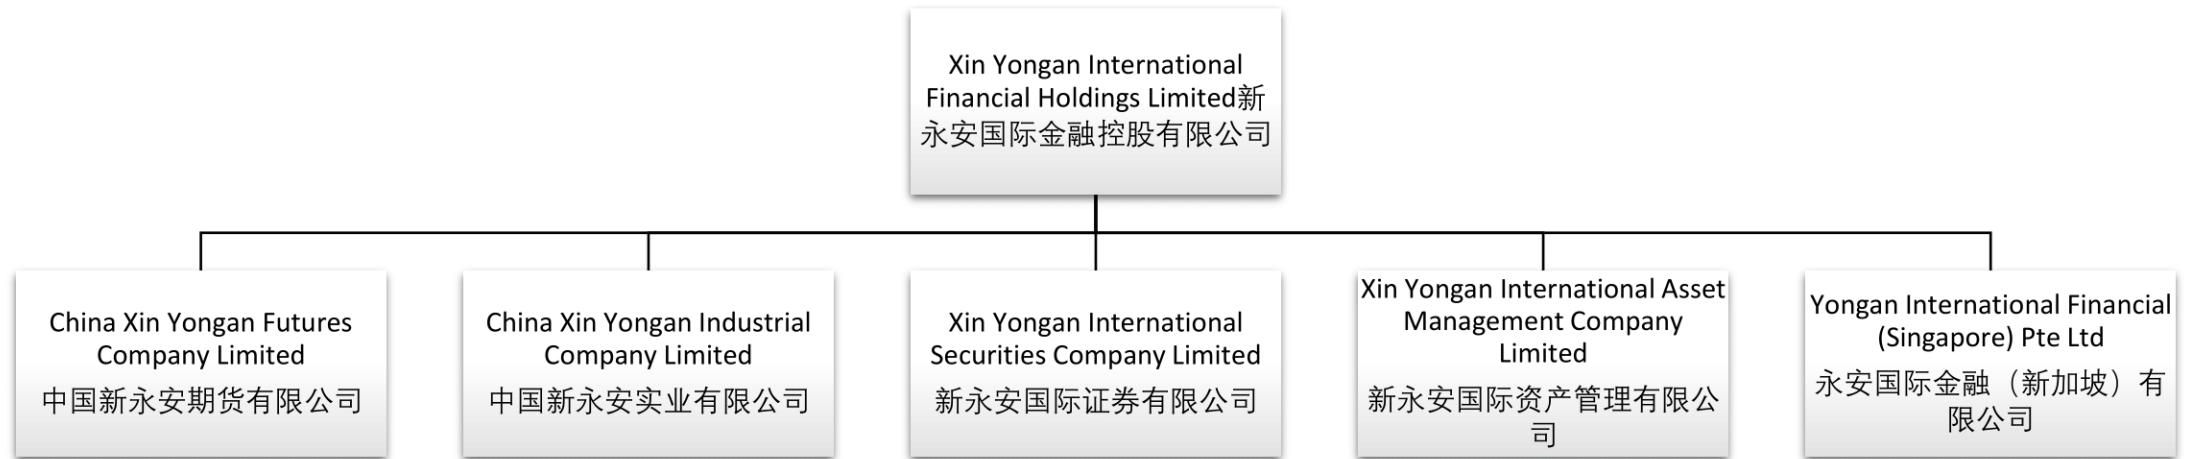 Xin Yongan International
Financial Holdings Limited新
永安国际金融控股有限公司
China Xin Yongan Futures
Company Limited
中国新永安期货有限公司
China Xin Yongan Industrial
Company Limited
中国新永安实业有限公司
Xin Yongan International
Securities Company Limited
新永安国际证券有限公司
Xin Yongan International Asset
Management Company
Limited
新永安国际资产管理有限公
司
Yongan International Financial
(Singapore) Pte Ltd
永安国际金融（新加坡）有
限公司